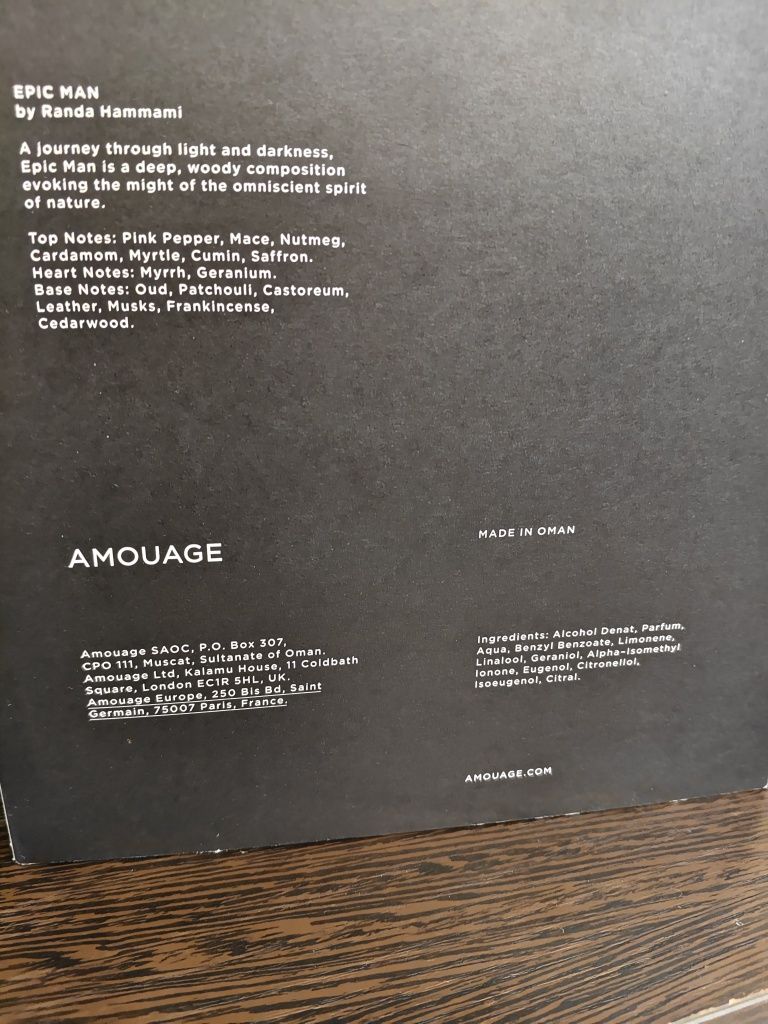 EPIC MAN
by Randa Hammami
A journey through light and darkness,
Epic Man is a deep, woody composition
evoking the might of the omniscient spirit
of nature.
Top Notes: Pink Pepper, Mace, Nutmeg,
Cardamom, Myrtle, Cumin, Saffron.
Heart Notes: Myrrh, Geranium.
Base Notes: Oud, Patchouli, Castoreum,
Leather, Musks, Frankincense,
Cedarwood.
AMOUAGE
Amouage SAOC, P.O. Box 307,
CPO 111, Muscat, Sultanate of Oman.
Amouage Ltd, Kalamu House, 11 Coldbath
Square, London EC1R 5HL, UK.
Amouage Europe, 250 Bis Bd, Saint
Germain, 75007 Paris, France.
MADE IN OMAN
Ingredients: Alcohol Denat, Parfum,
Aqua, Benzyl Benzoate, Limonene,
Linalool, Geraniol, Alpha-Isomethyl
Ionone, Eugenol, Citronellol,
Isoeugenol, Citral.
AMOUAGE.COM